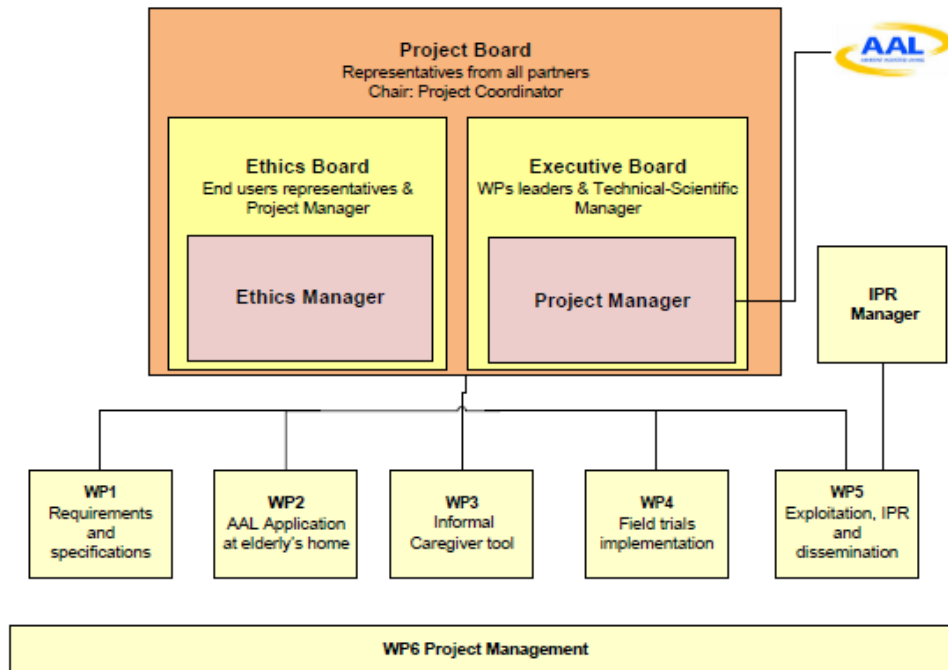 Project Board
Representatives from all partners
Chair: Project Coordinator
AAL
Ethics Board
End users representatives &
Project Manager
Executive Board
WPs leaders & Technical-Scientific
Manager
Ethics Manager
Project Manager
IPR
Manager
WP1
Requirements
and
specifications
WP2
AAL Application
at elderly's home
WP3
Informal
Caregiver tool
WP4
Field trials
implementation
WP5
Exploitation, IPR
and
dissemination
WP6 Project Management